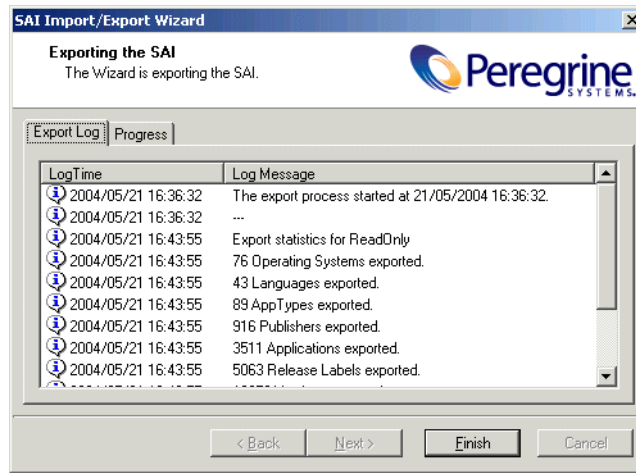 SAI Import/Export Wizard
Exporting the SAI
The Wizard is exporting the SAI.
Peregrine
SYSTEMS
Export Log
Progress
LogTime Log Message
2004/05/21 16:36:32 The export process started at 21/05/2004 16:36:32.
2004/05/21 16:36:32 ---
2004/05/21 16:43:55 Export statistics for ReadOnly
2004/05/21 16:43:55 76 Operating Systems exported.
2004/05/21 16:43:55 43 Languages exported.
2004/05/21 16:43:55 89 AppTypes exported.
2004/05/21 16:43:55 916 Publishers exported.
2004/05/21 16:43:55 3511 Applications exported.
2004/05/21 16:43:55 5063 Release Labels exported.
< Back Next > Finish Cancel